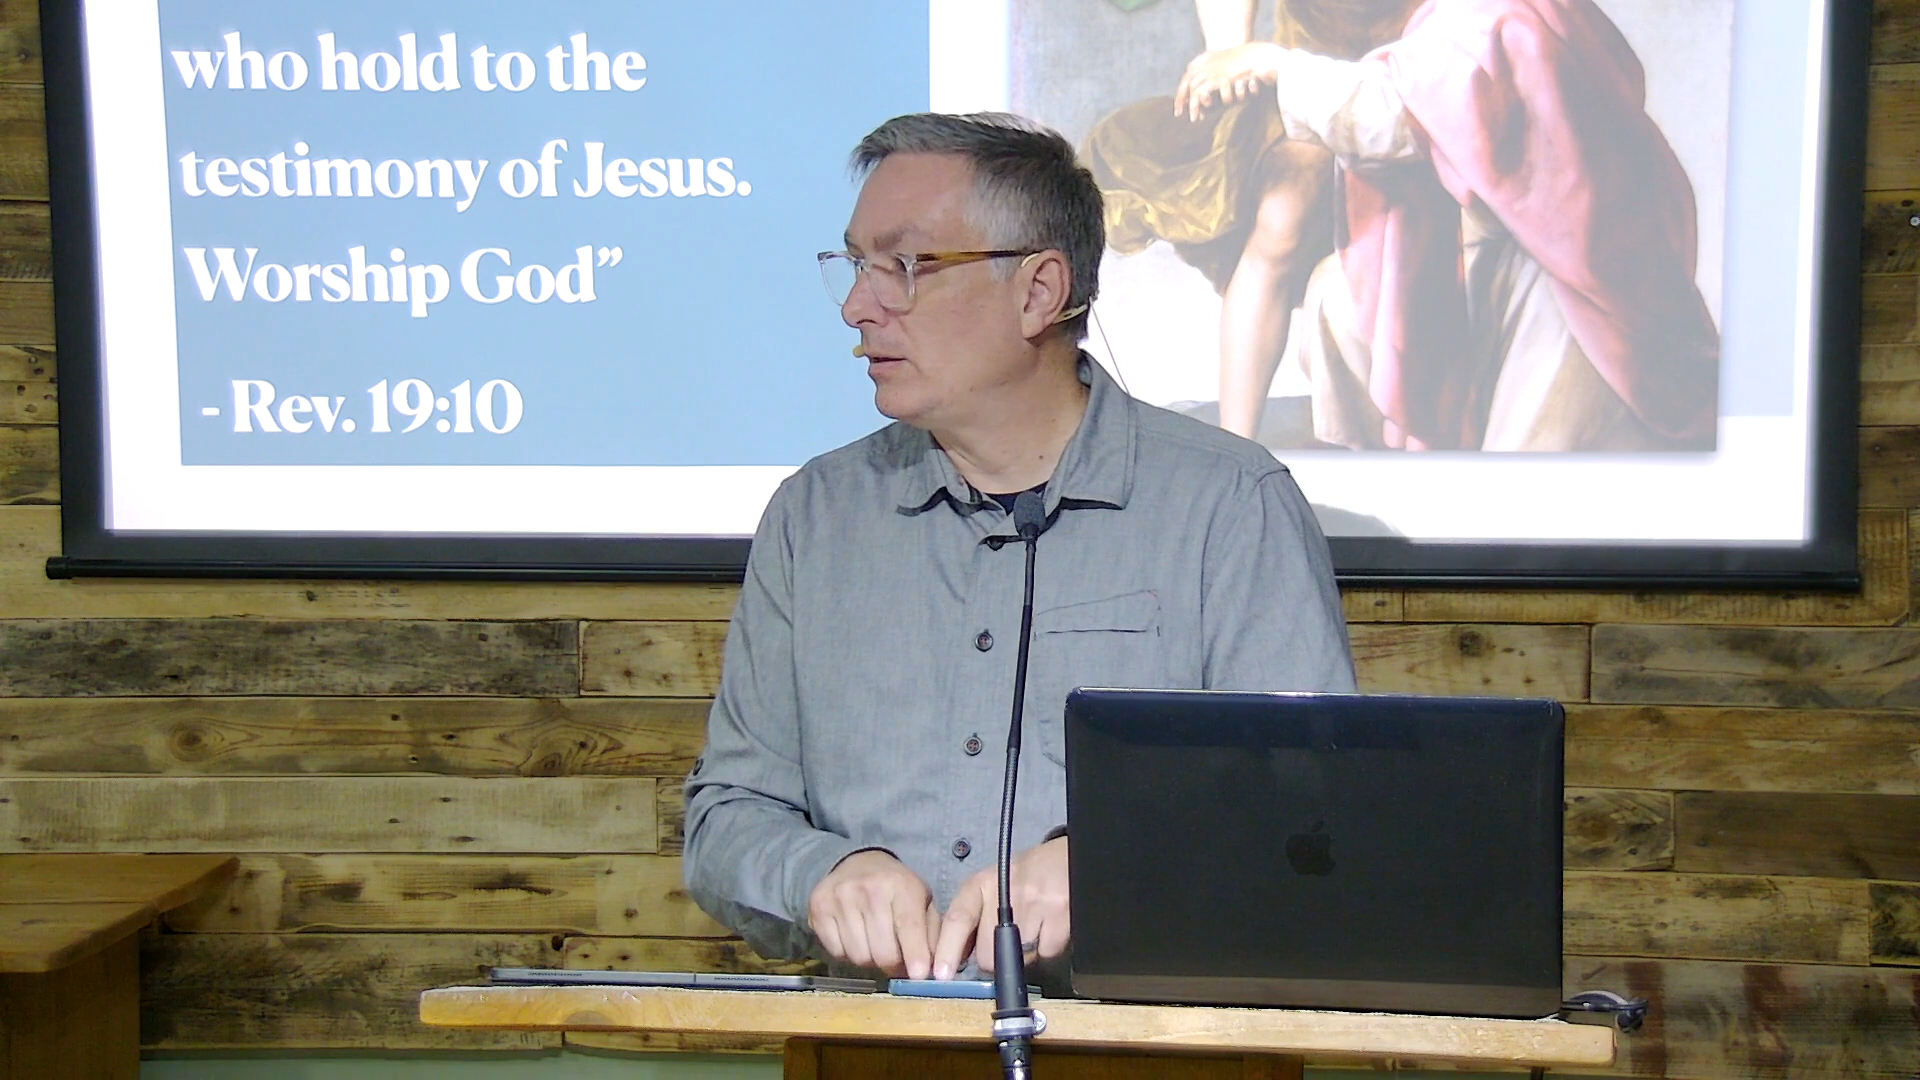 who hold to the
testimony of Jesus.
Worship God”
- Rev. 19:10